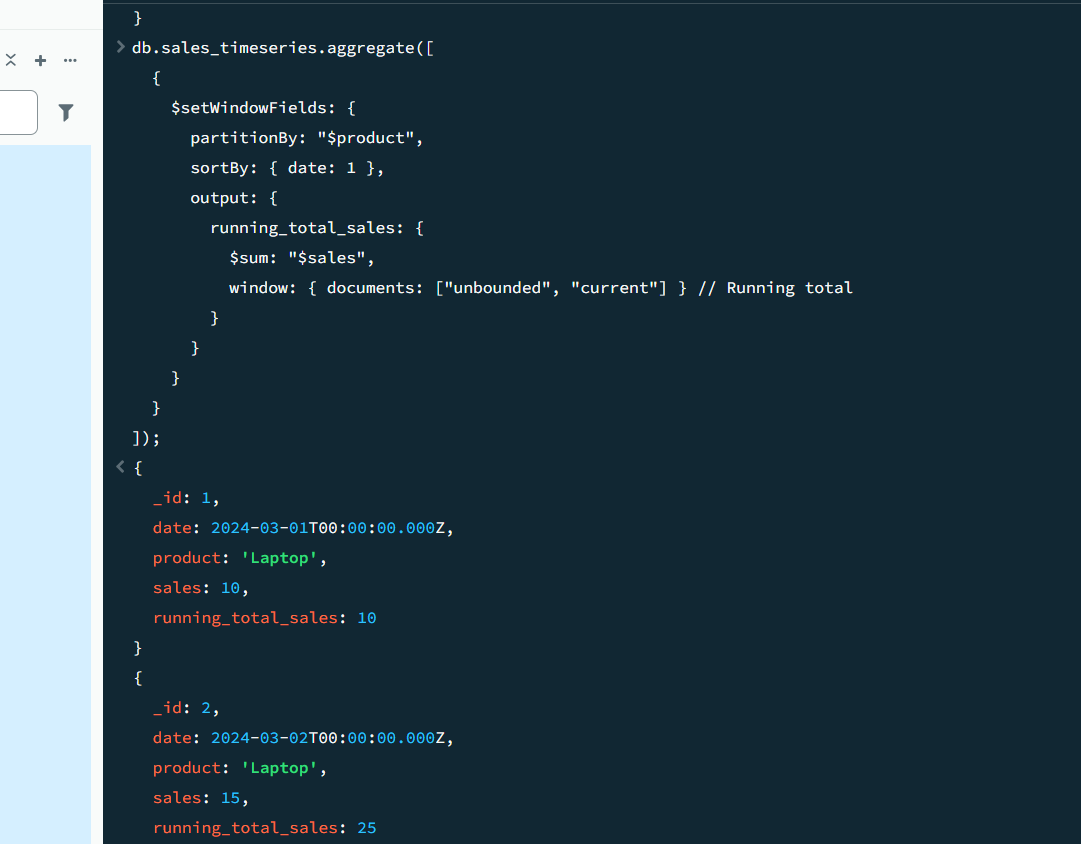 }
db.sales_timeseries.aggregate([
{
$setWindowFields: {
partitionBy: "$product",
sortBy: { date: 1 },
output: {
running_total_sales: {
$sum: "$sales",
window: { documents: ["unbounded", "current"] } // Running total
}
}
}
}
]);
{
_id: 1,
date: 2024-03-01T00:00:00.000Z,
product: 'Laptop',
sales: 10,
running_total_sales: 10
}
{
_id: 2,
date: 2024-03-02T00:00:00.000Z,
product: 'Laptop',
sales: 15,
running_total_sales: 25